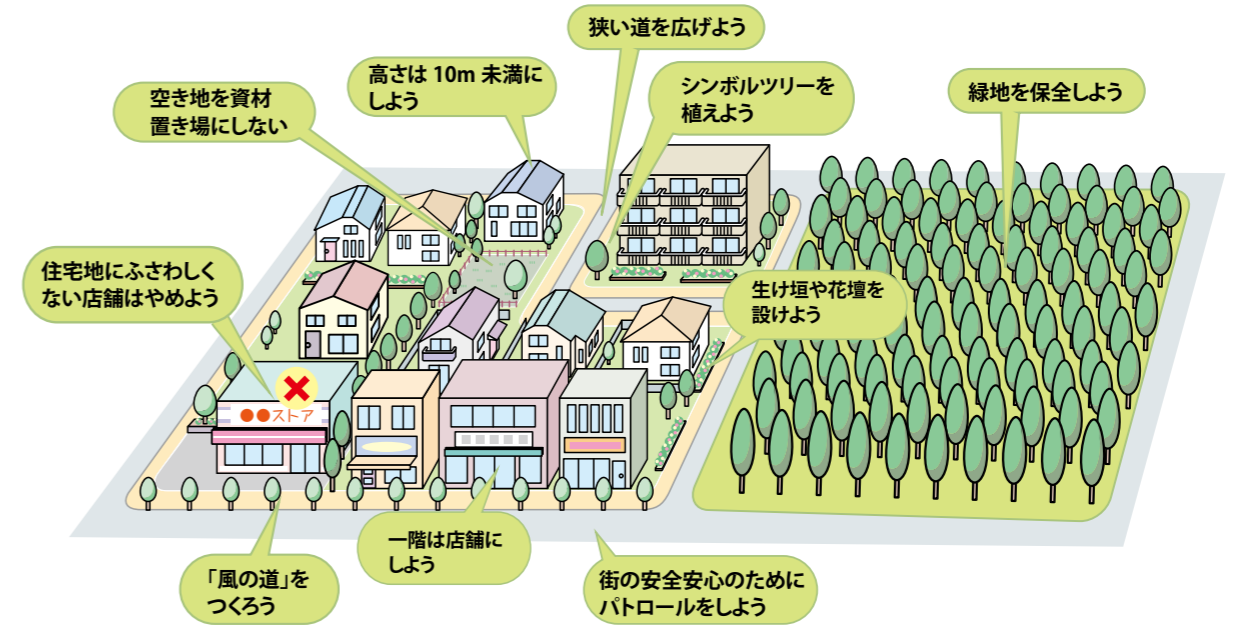 狭い道を広げよう
高さは 10m 未満に
しよう
シンボルツリーを
植えよう
緑地を保全しよう
空き地を資材
置き場にしない
住宅地にふさわしく
ない店舗はやめよう
生け垣や花壇を
設けよう
●●ストア
一階は店舗に
しよう
「風の道」を
つくろう
街の安全安心のために
パトロールをしよう